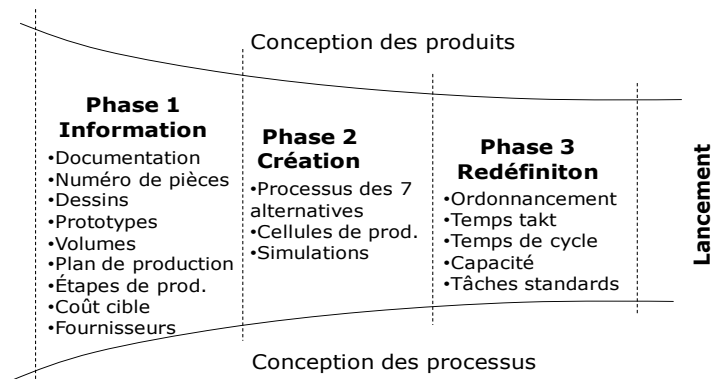 Conception des produits
Phase 1
Information
•Documentation
•Numéro de pièces
•Dessins
•Prototypes
•Volumes
•Plan de production
•Étapes de prod.
•Coût cible
•Fournisseurs
Phase 2
Création
•Processus des 7
alternatives
•Cellules de prod.
•Simulations
Phase 3
Redéfiniton
•Ordonnancement
•Temps takt
•Temps de cycle
•Capacité
•Tâches standards
Lancement
Conception des processus